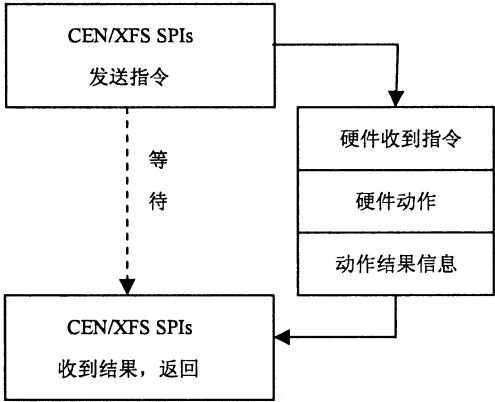 CEN/XFS SPIs
发送指令
等
待
硬件收到指令
硬件动作
动作结果信息
CEN/XFS SPIs
收到结果，返回